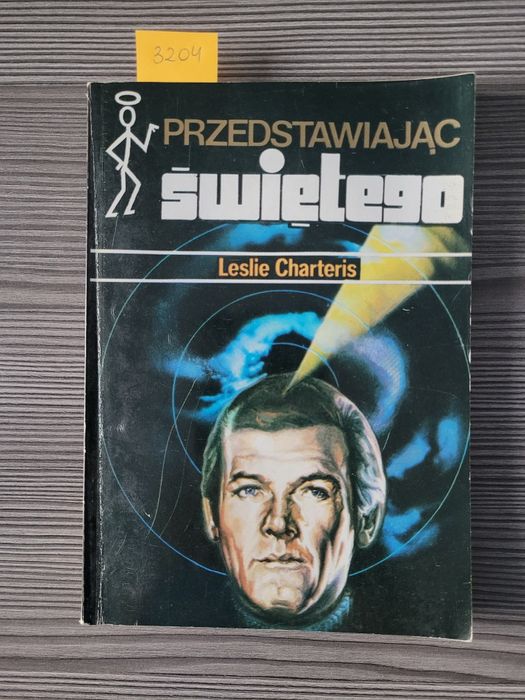 3204
PRZEDSTAWIAJĄC
świętego
Leslie Charteris